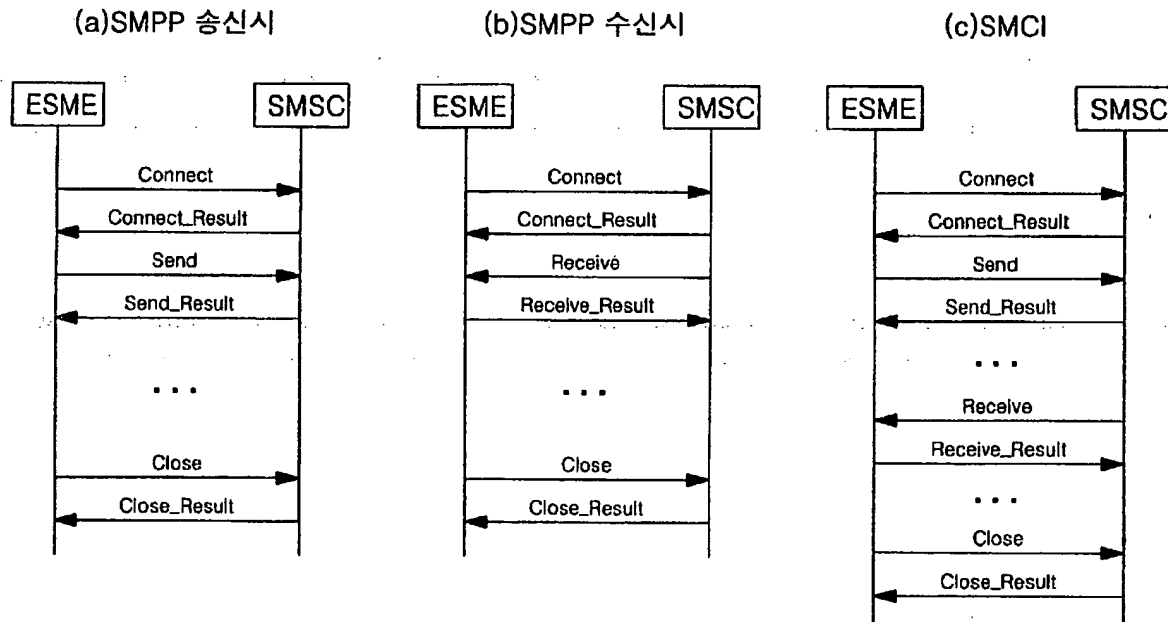 (a)SMPP 송신시
ESME SMSC
Connect
Connect_Result
Send
Send_Result
...
Close
Close_Result
(b)SMPP 수신시
ESME SMSC
Connect
Connect_Result
Receive
Receive_Result
...
Close
Close_Result
(c)SMCI
ESME SMSC
Connect
Connect_Result
Send
Send_Result
...
Receive
Receive_Result
...
Close
Close_Result